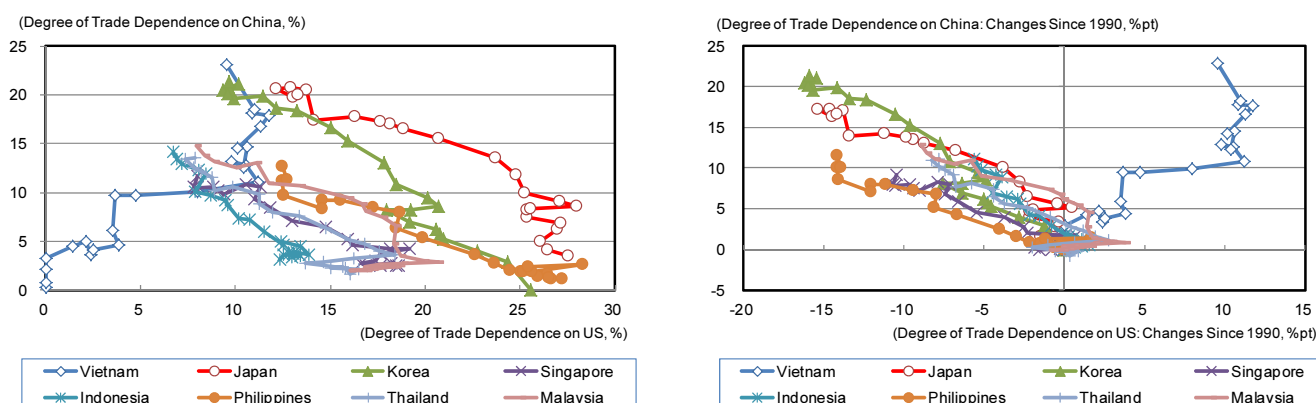 (Degree of Trade Dependence on China, %)
25
20
15
10
5
0
0 5 10 15 20 25 30
(Degree of Trade Dependence on US, %)
Vietnam Japan Korea Singapore
Indonesia Philippines Thailand Malaysia
(Degree of Trade Dependence on China: Changes Since 1990, %pt)
25
20
15
10
5
0
-5
-20 -15 -10 -5 0 5 10 15
(Degree of Trade Dependence on US: Changes Since 1990, %pt)
Vietnam Japan Korea Singapore
Indonesia Philippines Thailand Malaysia